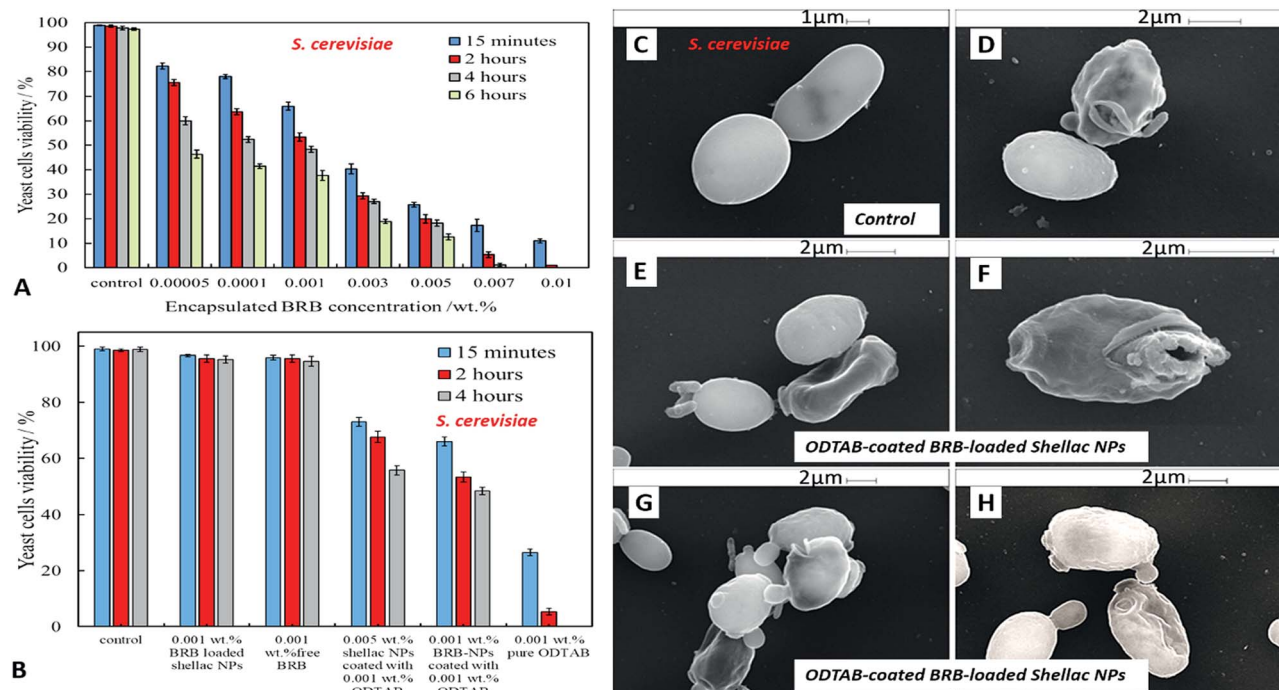 100
90
80
70
60
50
40
30
20
10
0
Yeast cells viability / %
S. cerevisiae
15 minutes
2 hours
4 hours
6 hours
control 0.00005 0.0001 0.001 0.003 0.005 0.007 0.01
Encapsulated BRB concentration /wt.%
A
100
80
60
40
20
0
Yeast cells viability / %
15 minutes
2 hours
4 hours
S. cerevisiae
control
0.001 wt.%
BRB loaded
shellac NPs
0.001
wt.%free
BRB
0.005 wt.%
shellac NPs
coated with
0.001 wt.%
ODTAB
0.001 wt.%
BRB-NPs
coated with
0.001 wt.%
ODTAB
0.001 wt.%
pure ODTAB
B
1μm
C
S. cerevisiae
Control
2μm
D
2μm
E
2μm
F
ODTAB-coated BRB-loaded Shellac NPs
2μm
G
2μm
H
ODTAB-coated BRB-loaded Shellac NPs